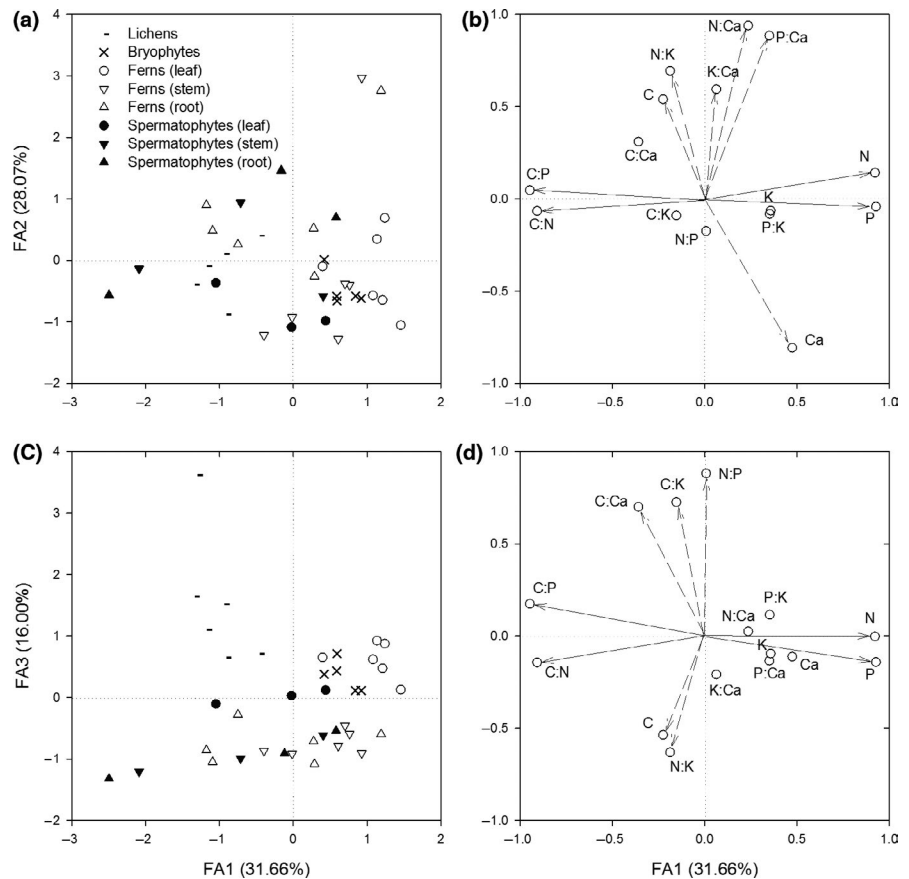 (a)
Lichens
Bryophytes
Ferns (leaf)
Ferns (stem)
Ferns (root)
Spermatophytes (leaf)
Spermatophytes (stem)
Spermatophytes (root)
FA2 (28.07%)
4
3
2
1
0
−1
−2
−3
−2
−1
0
1
2
(b)
1.0
0.5
0.0
−0.5
−1.0
N:Ca
P:Ca
N:K
K:Ca
C
C:Ca
C:P
C:N
N
K
P
C:K
P:K
N:P
Ca
−1.0
−0.5
0.0
0.5
1.0
(C)
FA3 (16.00%)
4
3
2
1
0
−1
−2
−3
−2
−1
0
1
2
FA1 (31.66%)
(d)
1.0
0.5
0.0
−0.5
−1.0
N:P
C:K
C:Ca
C:P
P:K
N:Ca
N
K
Ca
P:Ca
P
C:N
K:Ca
C
N:K
−1.0
−0.5
0.0
0.5
1.0
FA1 (31.66%)